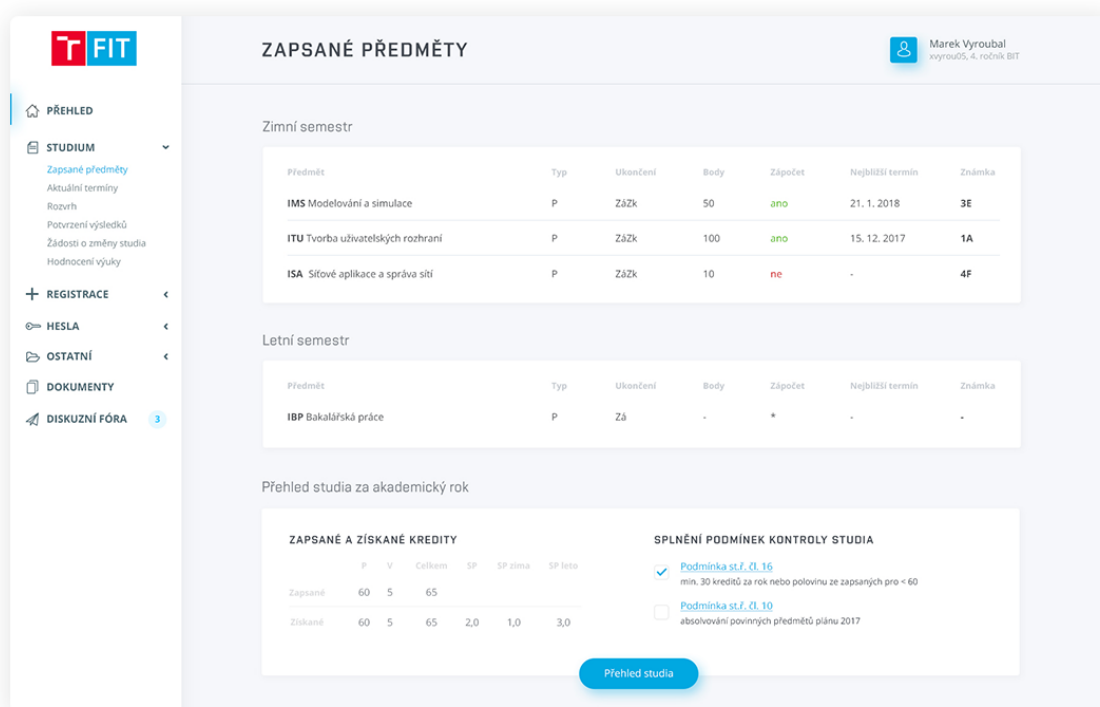 T FIT
ZAPSANÉ PŘEDMĚTY
Marek Vyroubal
xvyrou05, 4. ročník BIT
PŘEHLED
STUDIUM
Zapsané předměty
Aktuální termíny
Rozvrh
Potvrzení výsledků
Žádosti o změny studia
Hodnocení výuky
REGISTRACE
HESLA
OSTATNÍ
DOKUMENTY
DISKUZNÍ FÓRA 3
Zimní semestr
Předmět Typ Ukončení Body Zápočet Nejbližší termín Známka
IMS Modelování a simulace P ZáZk 50 ano 21. 1. 2018 3E
ITU Tvorba uživatelských rozhraní P ZáZk 100 ano 15. 12. 2017 1A
ISA Síťové aplikace a správa sítí P ZáZk 10 ne - 4F
Letní semestr
Předmět Typ Ukončení Body Zápočet Nejbližší termín Známka
IBP Bakalářská práce P Zá - * - -
Přehled studia za akademický rok
ZAPSANÉ A ZÍSKANÉ KREDITY
P V Celkem SP SP zima SP leto
Zapsané 60 5 65
Získané 60 5 65 2,0 1,0 3,0
SPLNĚNÍ PODMÍNEK KONTROLY STUDIA
Podmínka st.ř. čl. 16
min. 30 kreditů za rok nebo polovinu ze zapsaných pro < 60
Podmínka st.ř. čl. 10
absolvování povinných předmětů plánu 2017
Přehled studia